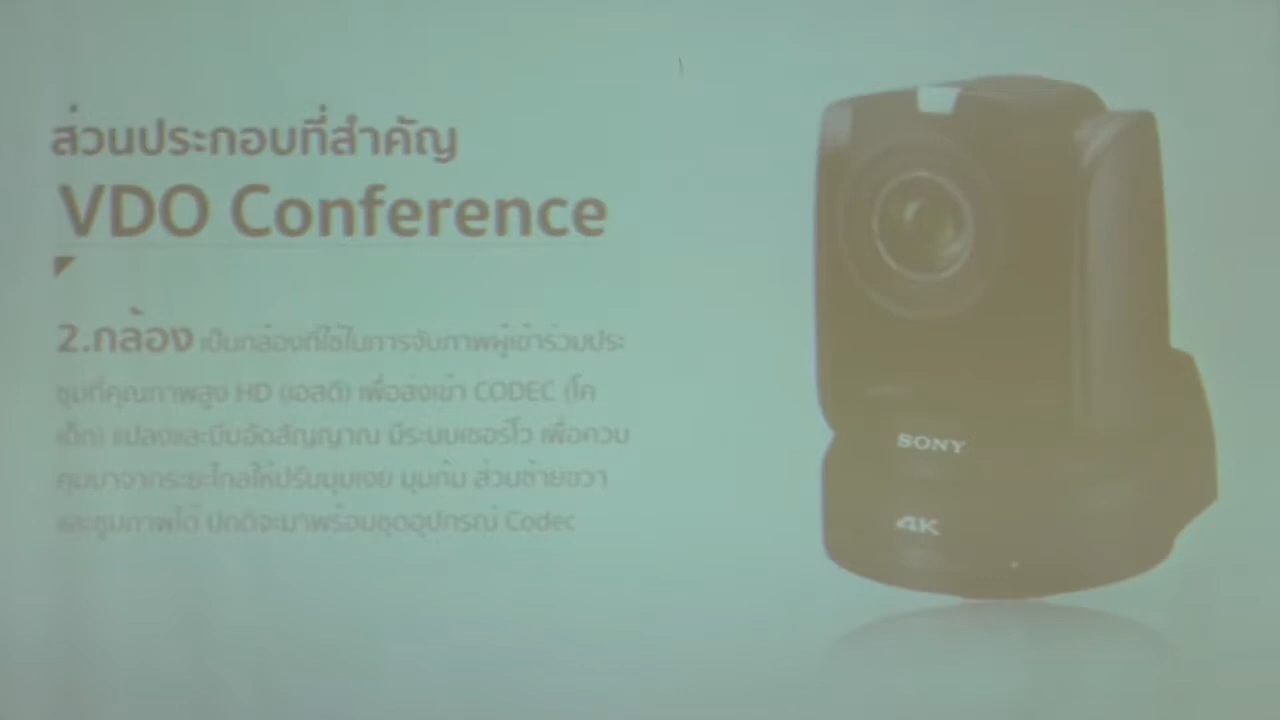 ส่วนประกอบที่สำคัญ
VDO Conference
2.กล้อง เป็นกล้องที่ใช้ในการจับภาพผู้เข้าร่วมประ
ชุมที่คุณภาพสูง HD (เอสดี) เพื่อส่งเข้า CODEC (โค
เด็ก) แปลงและบีบอัดสัญญาณ มีระบบเซอร์โว เพื่อควบ
คุมมาจากระยะไกลให้ปรับมุมเงย มุมก้ม ส่วนซ้ายขวา
และซูมภาพได้ ปกติจะมาพร้อมชุดอุปกรณ์ Codec
SONY
4K